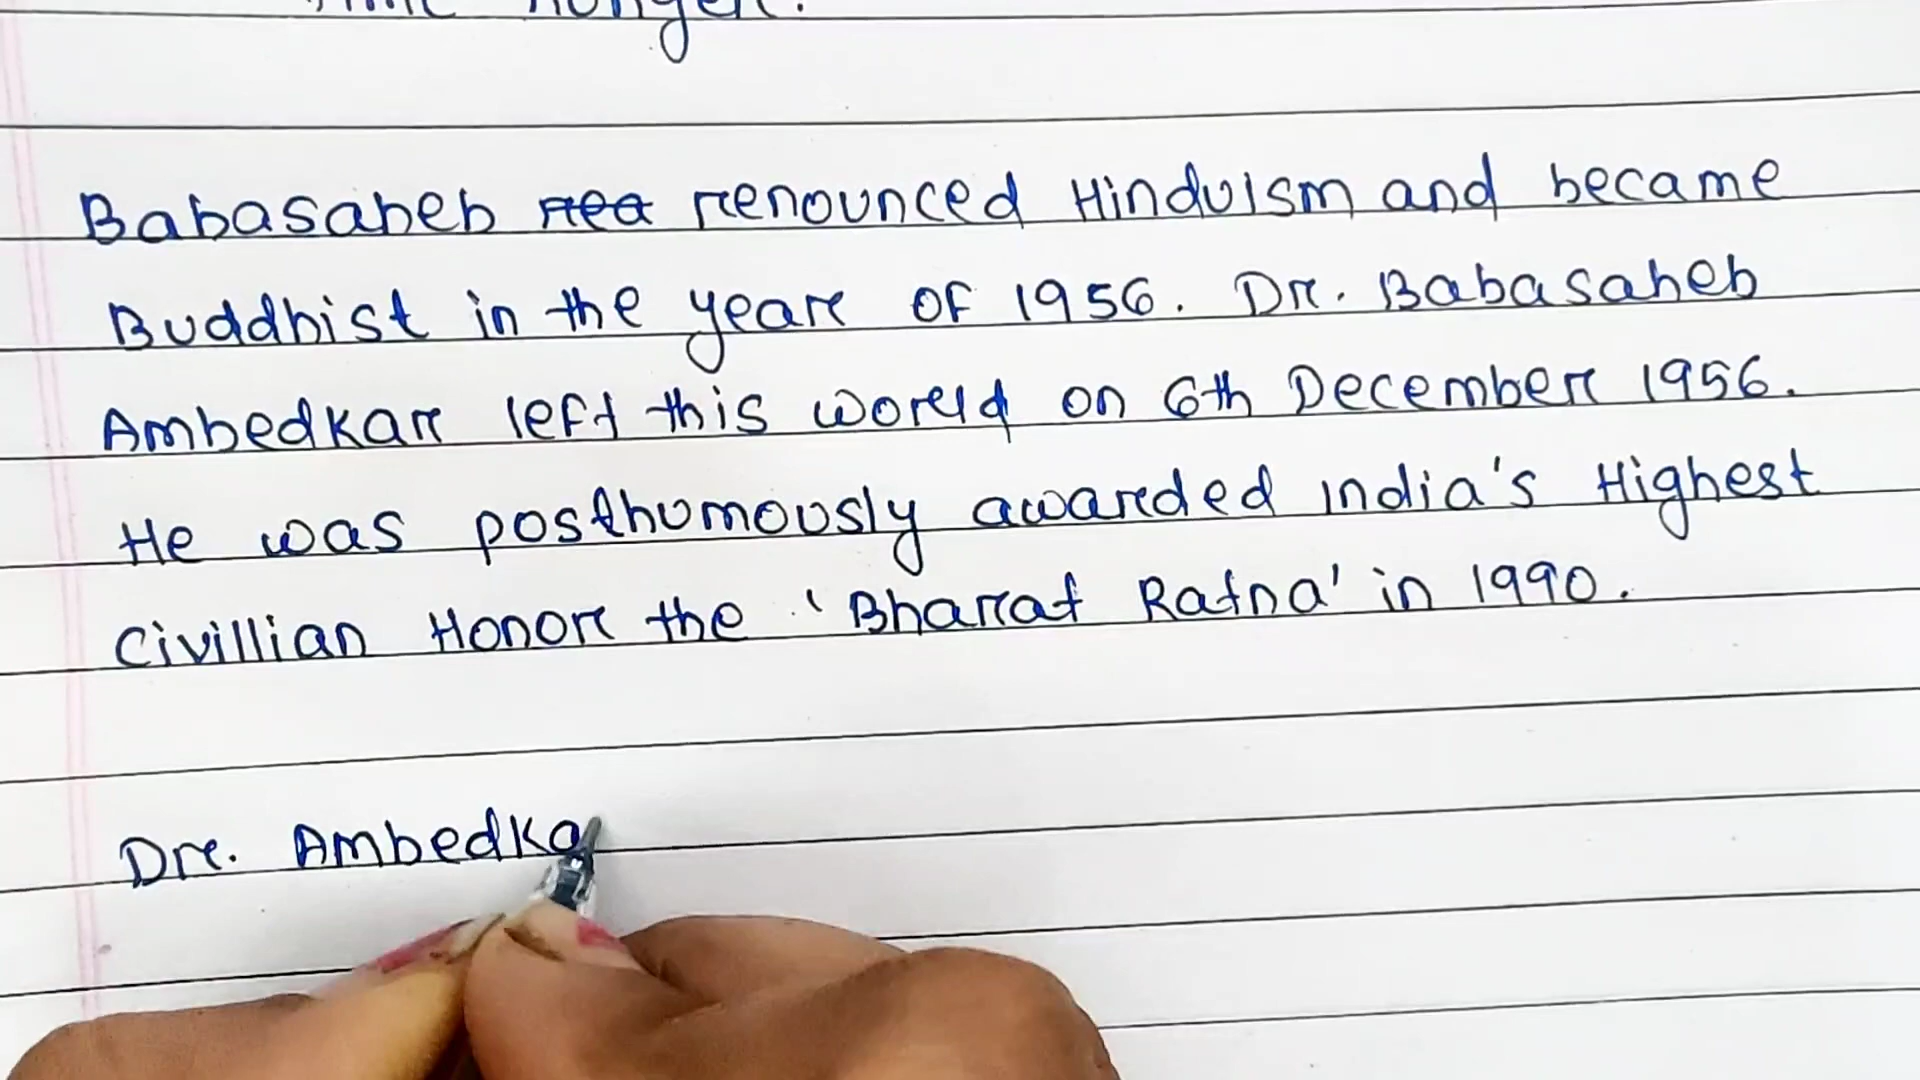 Babasaheb rea renounced Hinduism and became
Buddhist in the year of 1956. Dr. Babasaheb
Ambedkar left this world on 6th December 1956.
He was posthumously awarded India's Highest
Civillian Honor the 'Bharat Ratna' in 1990.
Dr. Ambedka